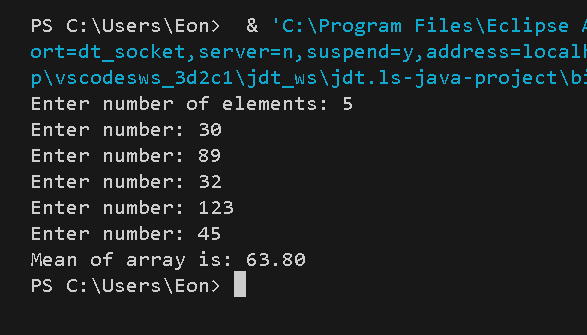 PS C:\Users\Eon>  & 'C:\Program Files\Eclipse
ort=dt_socket,server=n,suspend=y,address=local
p\vscodesws_3d2c1\jdt_ws\jdt.ls-java-project\bi
Enter number of elements: 5
Enter number: 30
Enter number: 89
Enter number: 32
Enter number: 123
Enter number: 45
Mean of array is: 63.80
PS C:\Users\Eon>